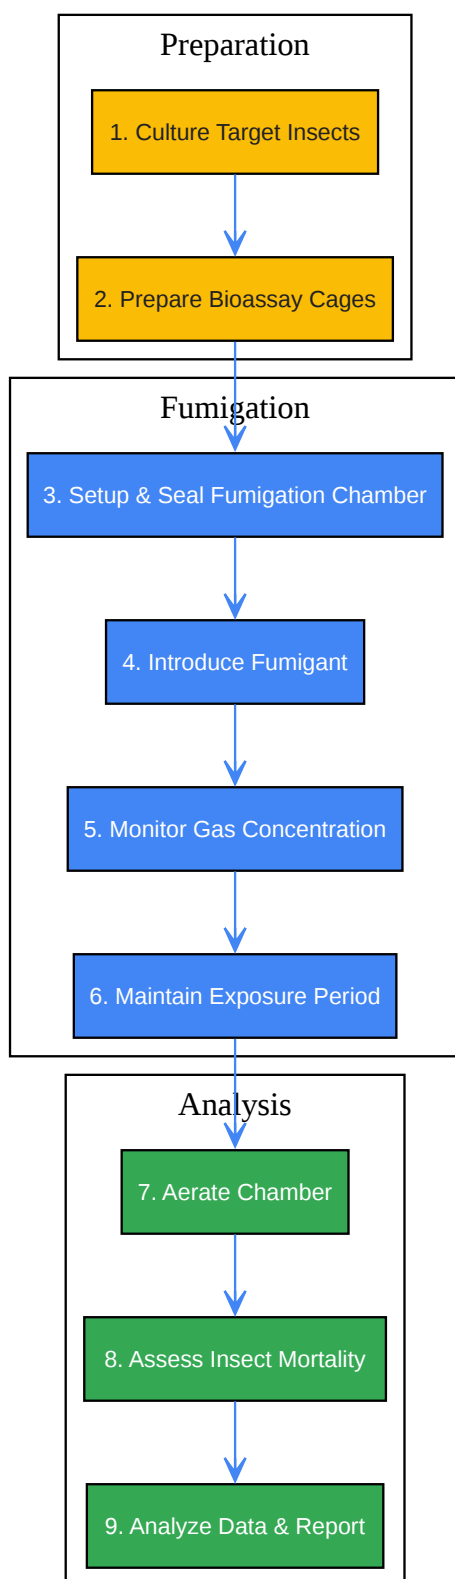 Preparation
1. Culture Target Insects
2. Prepare Bioassay Cages
Fumigation
3. Setup & Seal Fumigation Chamber
4. Introduce Fumigant
5. Monitor Gas Concentration
6. Maintain Exposure Period
Analysis
7. Aerate Chamber
8. Assess Insect Mortality
9. Analyze Data & Report